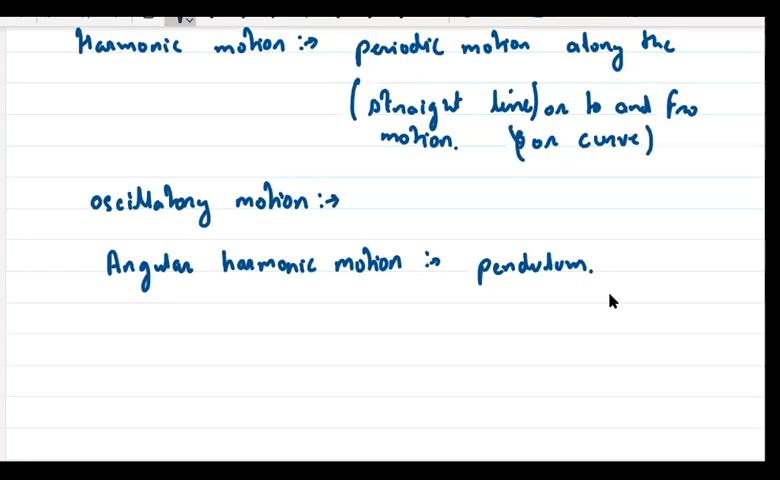 Harmonic motion :→ periodic motion along the
(straight line) or to and fro
motion. (or curve)
oscillatory motion :→
Angular harmonic motion :→ pendulum.